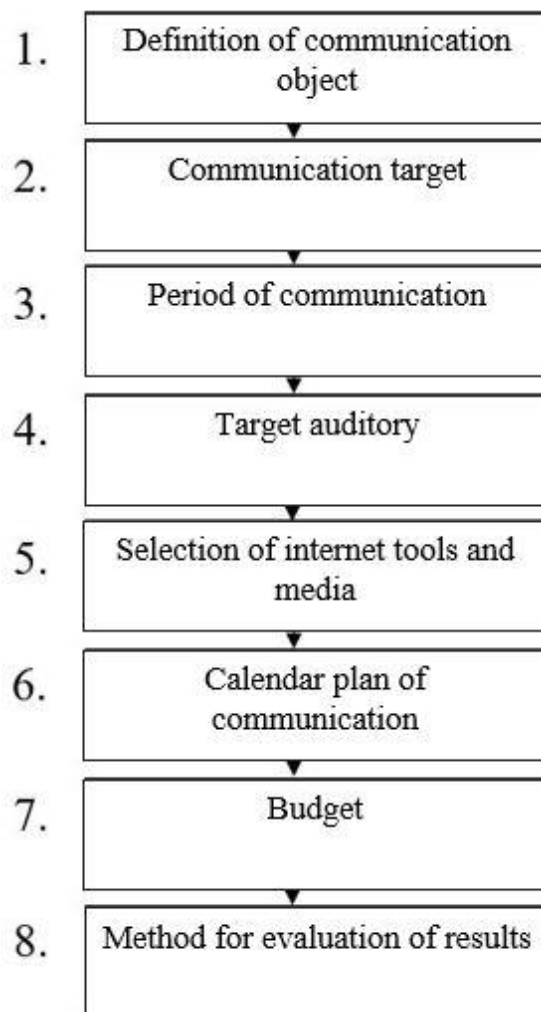 1. Definition of communication
object
2. Communication target
3. Period of communication
4. Target auditory
5. Selection of internet tools and
media
6. Calendar plan of
communication
7. Budget
8. Method for evaluation of results